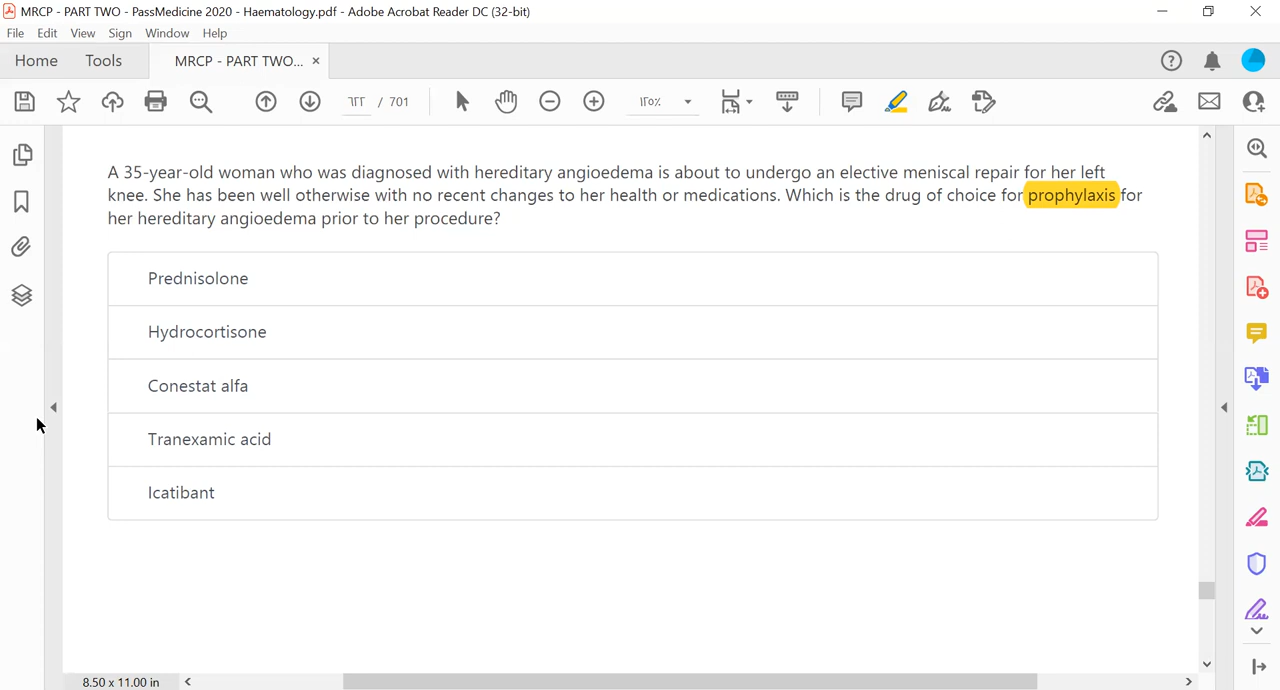 MRCP - PART TWO - PassMedicine 2020 - Haematology.pdf - Adobe Acrobat Reader DC (32-bit)
File Edit View Sign Window Help
Home Tools MRCP - PART TWO... ×
٦٢٢ / 701 ١٢٥٪
A 35-year-old woman who was diagnosed with hereditary angioedema is about to undergo an elective meniscal repair for her left
knee. She has been well otherwise with no recent changes to her health or medications. Which is the drug of choice for prophylaxis for
her hereditary angioedema prior to her procedure?
Prednisolone
Hydrocortisone
Conestat alfa
Tranexamic acid
Icatibant
8.50 x 11.00 in